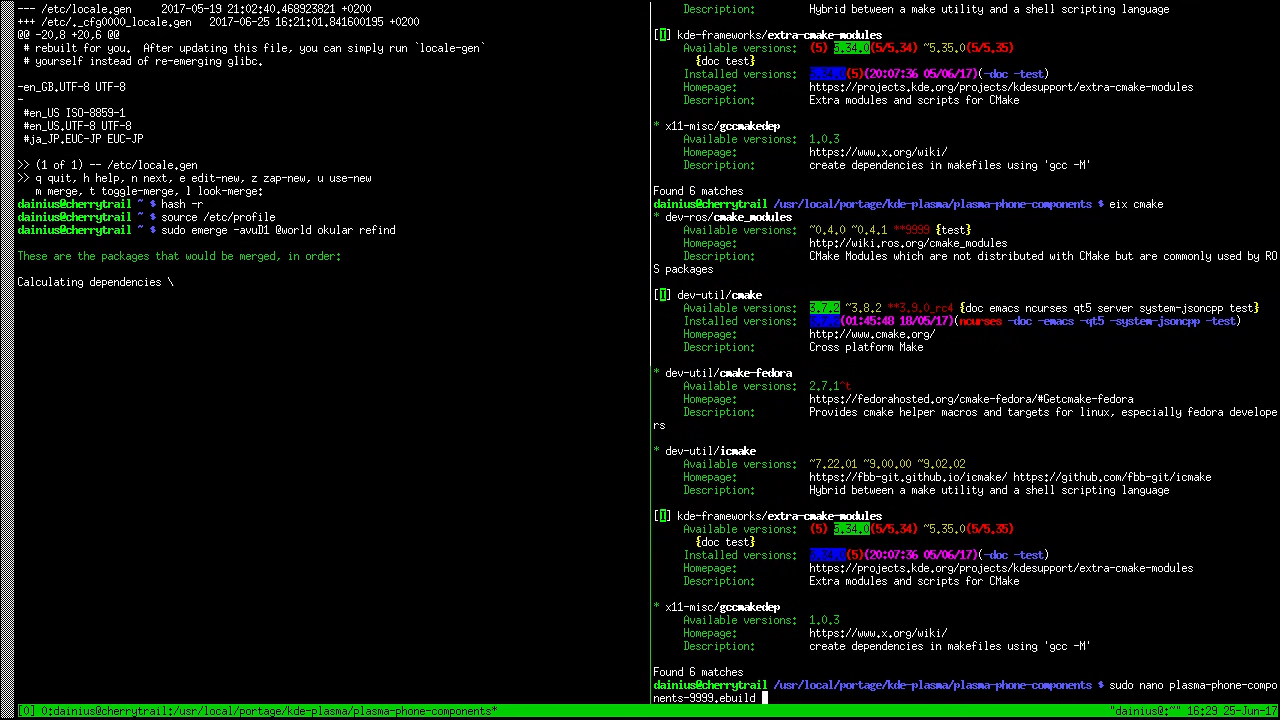 --- /etc/locale.gen     2017-05-19 21:02:40.468923821 +0200
+++ /etc/._cfg0000_locale.gen   2017-06-25 16:21:01.841600195 +0200
@@ -20,8 +20,6 @@
 # rebuilt for you.  After updating this file, you can simply run `locale-gen`
 # yourself instead of re-emerging glibc.
-en_GB.UTF-8 UTF-8
-
 #en_US ISO-8859-1
 #en_US.UTF-8 UTF-8
 #ja_JP.EUC-JP EUC-JP
>> (1 of 1) -- /etc/locale.gen
>> q quit, h help, n next, e edit-new, z zap-new, u use-new
   m merge, t toggle-merge, l look-merge:
dainius@cherrytrail ~ $ hash -r
dainius@cherrytrail ~ $ source /etc/profile
dainius@cherrytrail ~ $ sudo emerge -avuD1 @world okular refind
These are the packages that would be merged, in order:
Calculating dependencies \
     Description:            Hybrid between a make utility and a shell scripting language
[I] kde-frameworks/extra-cmake-modules
     Available versions:  (5) 5.34.0(5/5.34) ~5.35.0(5/5.35)
       {doc test}
     Installed versions:  5.34.0(5)(20:07:36 05/06/17)(-doc -test)
     Homepage:            https://projects.kde.org/projects/kdesupport/extra-cmake-modules
     Description:         Extra modules and scripts for CMake
* x11-misc/gccmakedep
     Available versions:  1.0.3
     Homepage:            https://www.x.org/wiki/
     Description:         create dependencies in makefiles using 'gcc -M'
Found 6 matches
dainius@cherrytrail /usr/local/portage/kde-plasma/plasma-phone-components $ eix cmake
* dev-ros/cmake_modules
     Available versions:  ~0.4.0 ~0.4.1 **9999 {test}
     Homepage:            http://wiki.ros.org/cmake_modules
     Description:         CMake Modules which are not distributed with CMake but are commonly used by RO
S packages
[I] dev-util/cmake
     Available versions:  3.7.2 ~3.8.2 **3.9.0_rc4 {doc emacs ncurses qt5 server system-jsoncpp test}
     Installed versions:  (01:45:48 18/05/17)(ncurses -doc -emacs -qt5 -system-jsoncpp -test)
     Homepage:            http://www.cmake.org/
     Description:         Cross platform Make
* dev-util/cmake-fedora
     Available versions:  2.7.1^t
     Homepage:            https://fedorahosted.org/cmake-fedora/#Getcmake-fedora
     Description:         Provides cmake helper macros and targets for linux, especially fedora develope
rs
* dev-util/icmake
     Available versions:  ~7.22.01 ~9.00.00 ~9.02.02
     Homepage:            https://fbb-git.github.io/icmake/ https://github.com/fbb-git/icmake
     Description:         Hybrid between a make utility and a shell scripting language
[I] kde-frameworks/extra-cmake-modules
     Available versions:  (5) 5.34.0(5/5.34) ~5.35.0(5/5.35)
       {doc test}
     Installed versions:  5.34.0(5)(20:07:36 05/06/17)(-doc -test)
     Homepage:            https://projects.kde.org/projects/kdesupport/extra-cmake-modules
     Description:         Extra modules and scripts for CMake
* x11-misc/gccmakedep
     Available versions:  1.0.3
     Homepage:            https://www.x.org/wiki/
     Description:         create dependencies in makefiles using 'gcc -M'
Found 6 matches
dainius@cherrytrail /usr/local/portage/kde-plasma/plasma-phone-components $ sudo nano plasma-phone-compo
nents-9999.ebuild
[0] 0:dainius@cherrytrail:/usr/local/portage/kde-plasma/plasma-phone-components*    "dainius@:~" 16:29 25-Jun-17